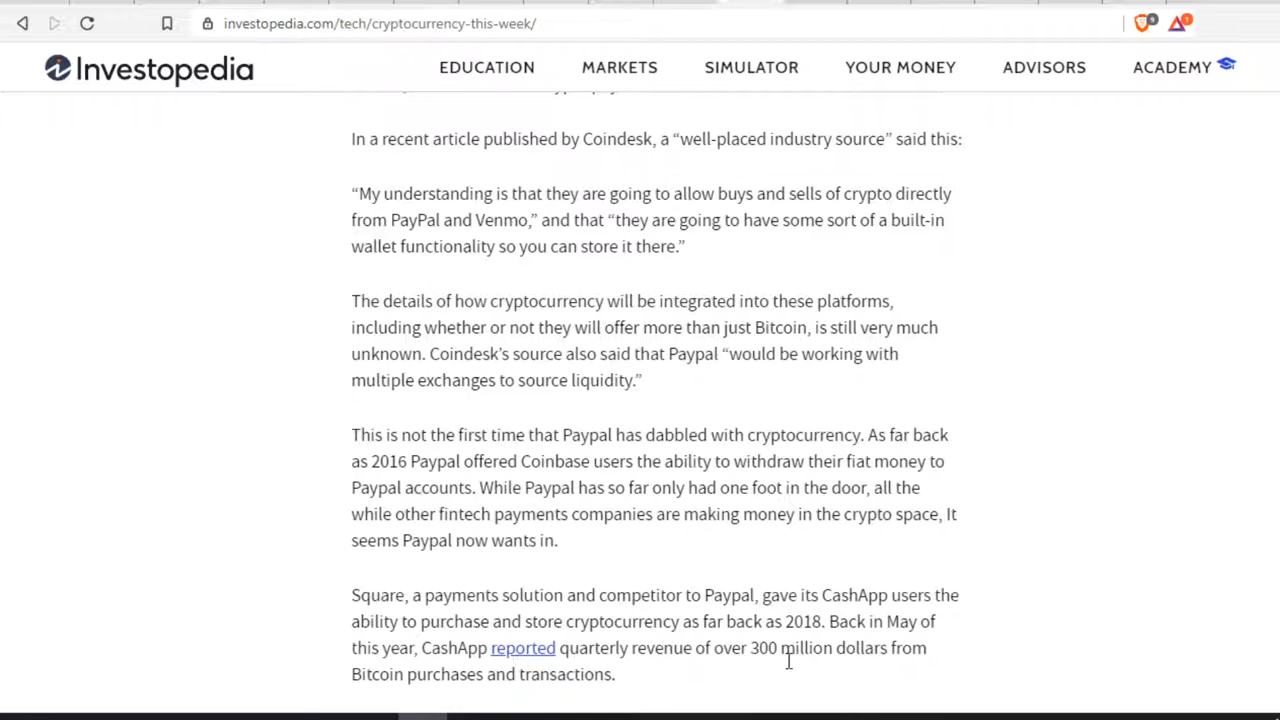 investopedia.com/tech/cryptocurrency-this-week/
Investopedia
EDUCATION MARKETS SIMULATOR YOUR MONEY ADVISORS ACADEMY
In a recent article published by Coindesk, a “well-placed industry source” said this:
“My understanding is that they are going to allow buys and sells of crypto directly
from PayPal and Venmo,” and that “they are going to have some sort of a built-in
wallet functionality so you can store it there.”
The details of how cryptocurrency will be integrated into these platforms,
including whether or not they will offer more than just Bitcoin, is still very much
unknown. Coindesk’s source also said that Paypal “would be working with
multiple exchanges to source liquidity.”
This is not the first time that Paypal has dabbled with cryptocurrency. As far back
as 2016 Paypal offered Coinbase users the ability to withdraw their fiat money to
Paypal accounts. While Paypal has so far only had one foot in the door, all the
while other fintech payments companies are making money in the crypto space, It
seems Paypal now wants in.
Square, a payments solution and competitor to Paypal, gave its CashApp users the
ability to purchase and store cryptocurrency as far back as 2018. Back in May of
this year, CashApp reported quarterly revenue of over 300 million dollars from
Bitcoin purchases and transactions.